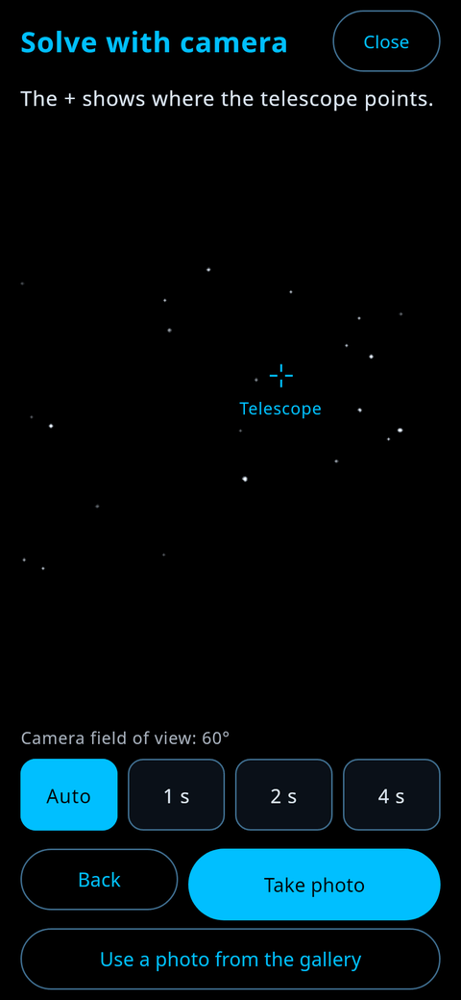 Solve with camera
Close
The + shows where the telescope points.
Telescope
Camera field of view: 60°
Auto
1 s
2 s
4 s
Back
Take photo
Use a photo from the gallery